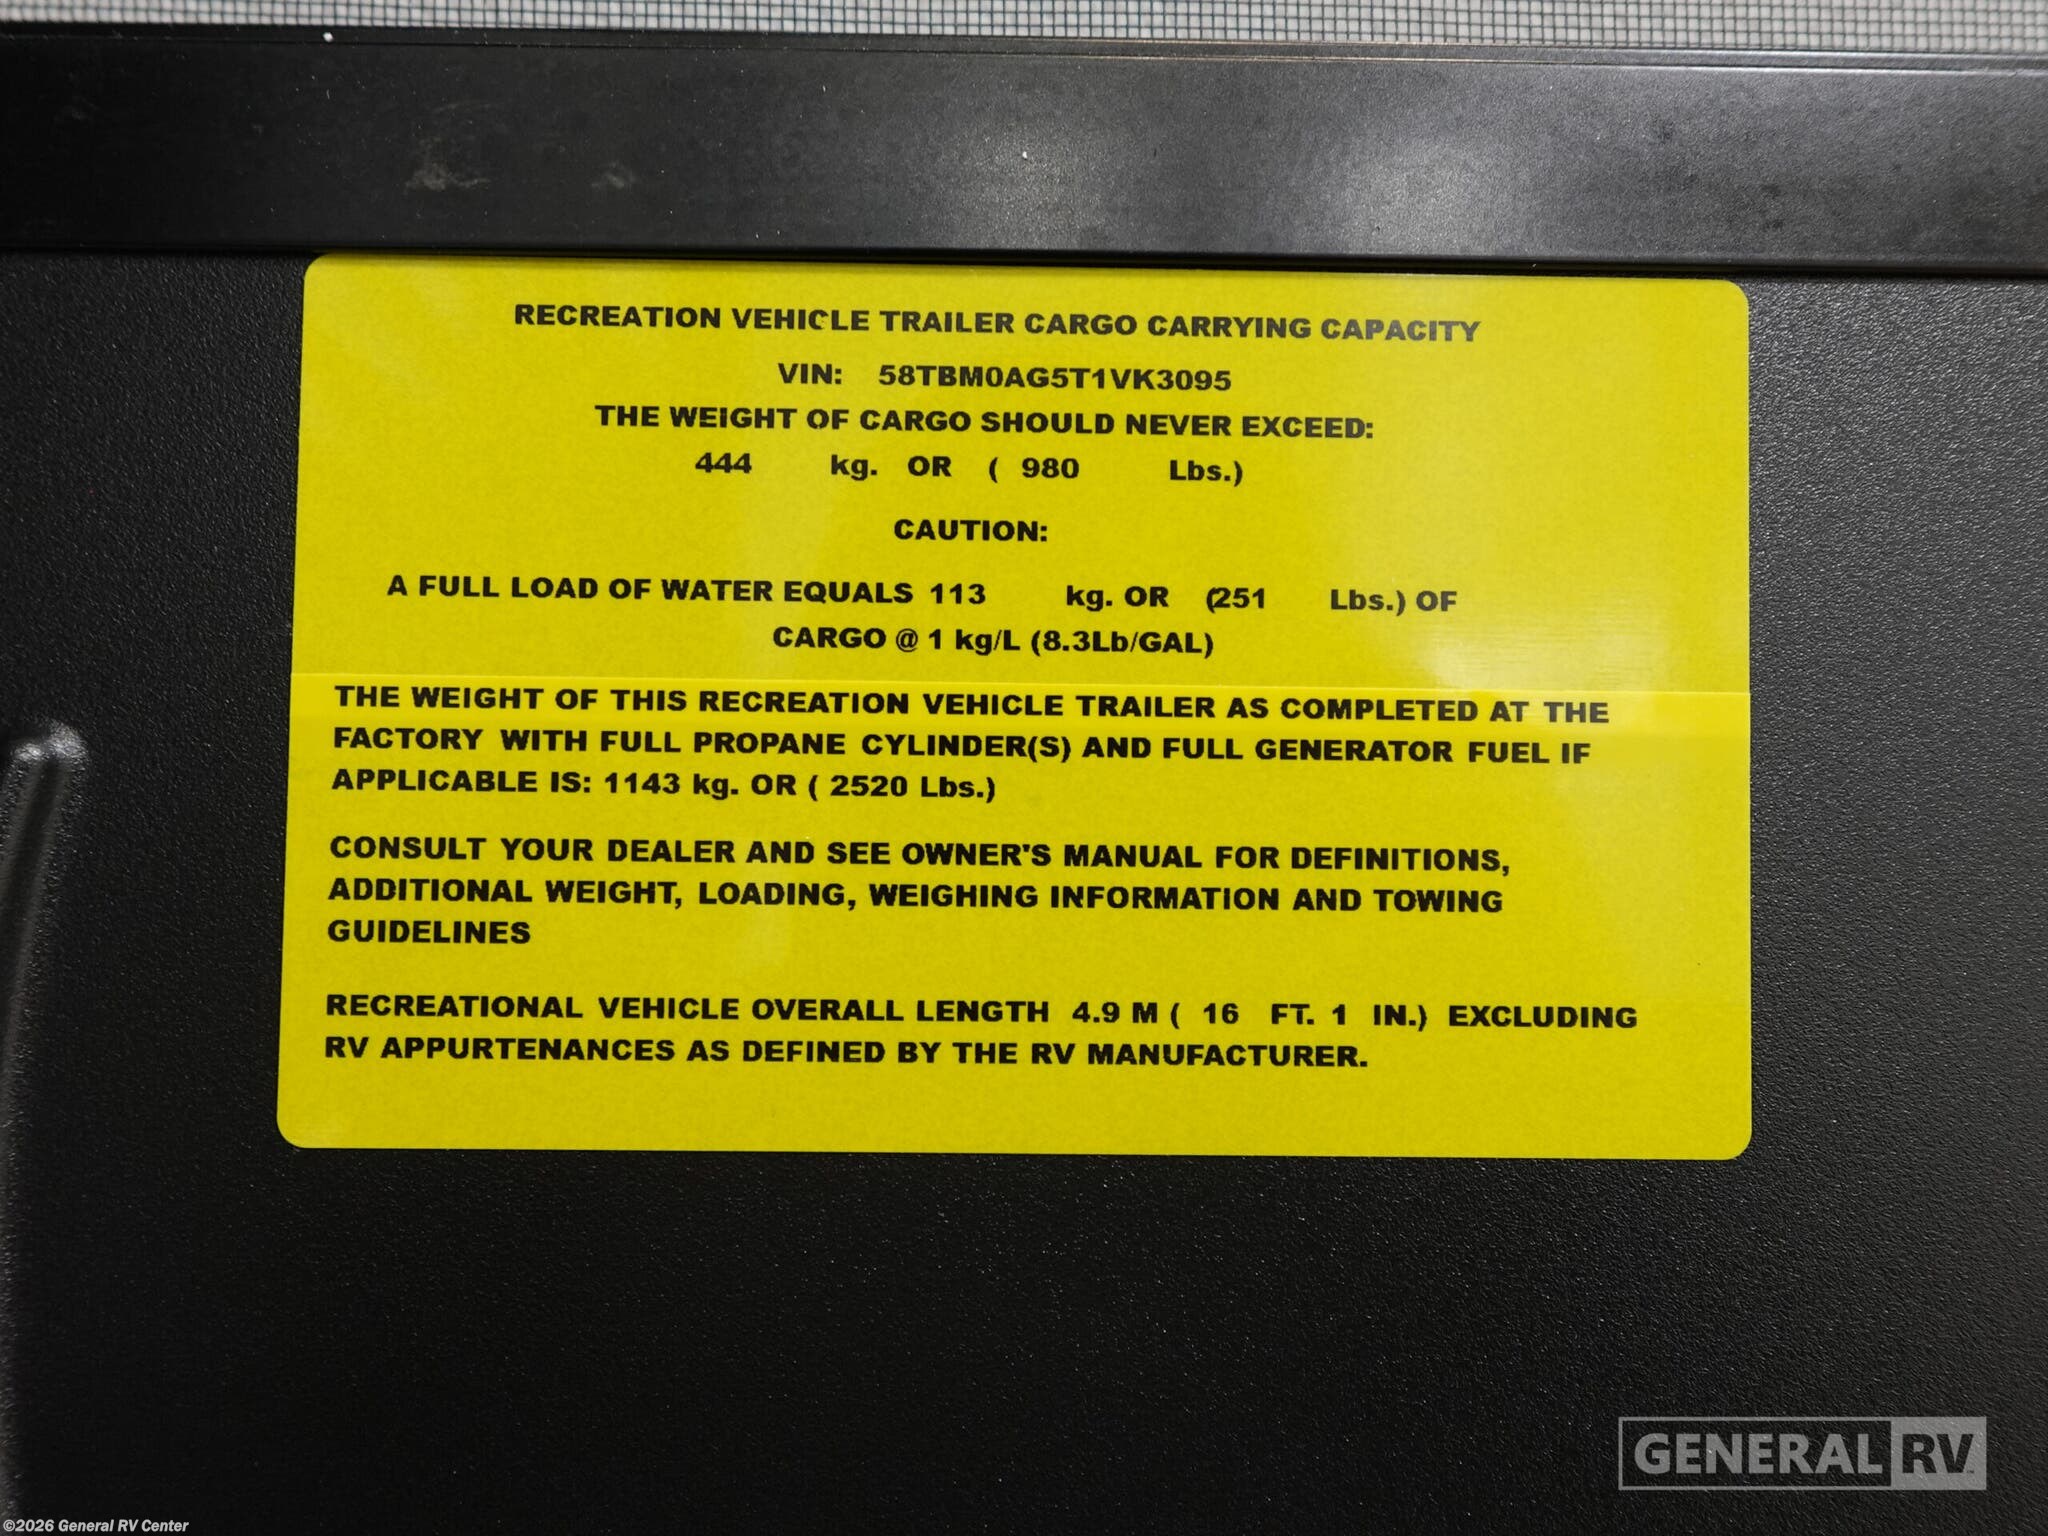 RECREATION VEHICLE TRAILER CARGO CARRYING CAPACITY
VIN: 58TBM0AG5T1VK3095
THE WEIGHT OF CARGO SHOULD NEVER EXCEED:
444 kg. OR ( 980 Lbs.)
CAUTION:
A FULL LOAD OF WATER EQUALS 113 kg. OR (251 Lbs.) OF
CARGO @ 1 kg/L (8.3Lb/GAL)
THE WEIGHT OF THIS RECREATION VEHICLE TRAILER AS COMPLETED AT THE
FACTORY WITH FULL PROPANE CYLINDER(S) AND FULL GENERATOR FUEL IF
APPLICABLE IS: 1143 kg. OR ( 2520 Lbs.)
CONSULT YOUR DEALER AND SEE OWNER'S MANUAL FOR DEFINITIONS,
ADDITIONAL WEIGHT, LOADING, WEIGHING INFORMATION AND TOWING
GUIDELINES
RECREATIONAL VEHICLE OVERALL LENGTH 4.9 M ( 16 FT. 1 IN.) EXCLUDING
RV APPURTENANCES AS DEFINED BY THE RV MANUFACTURER.
GENERAL RV
©2026 General RV Center